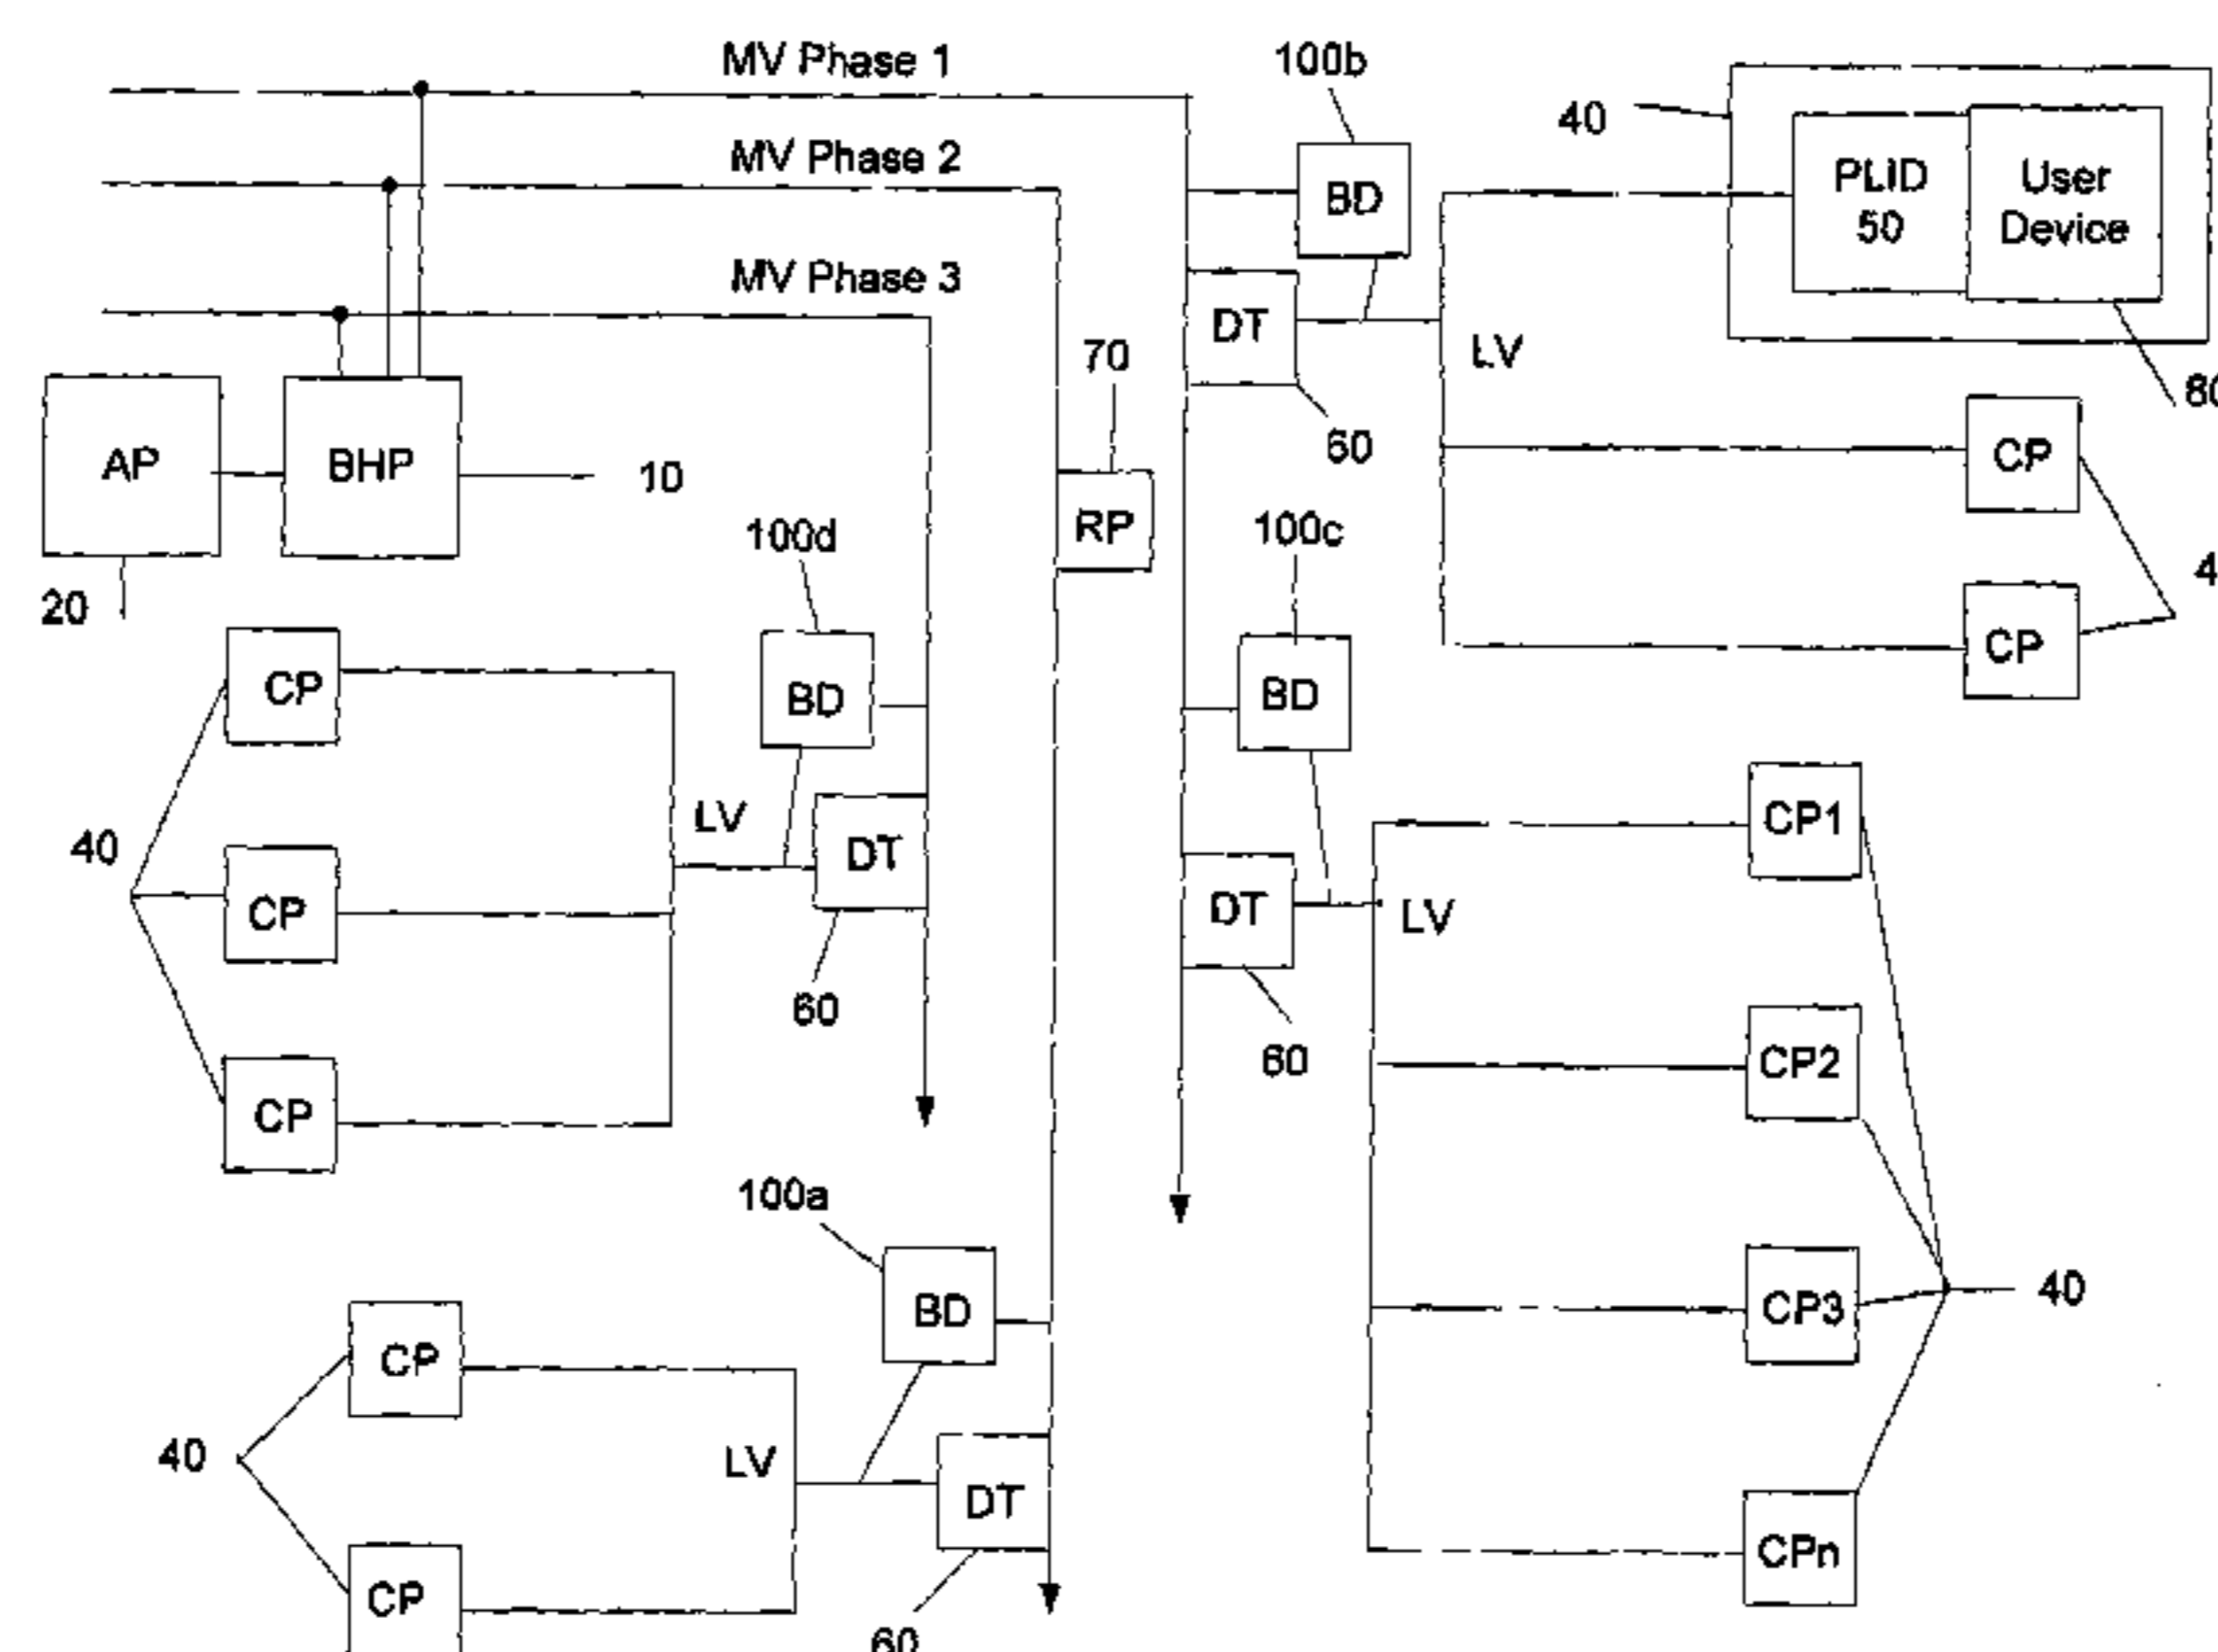 MV Phase 1
100b
40
PLID
50
User
Device
MV Phase 2
BD
MV Phase 3
DT
LV
70
60
CP
AP
BHP
10
RP
100d
100c
20
CP
CP
BD
BD
CP1
40
LV
DT
DT
LV
CP
60
60
CP2
CP
100a
BD
CP3
40
CP
40
LV
DT
CPn
CP
60